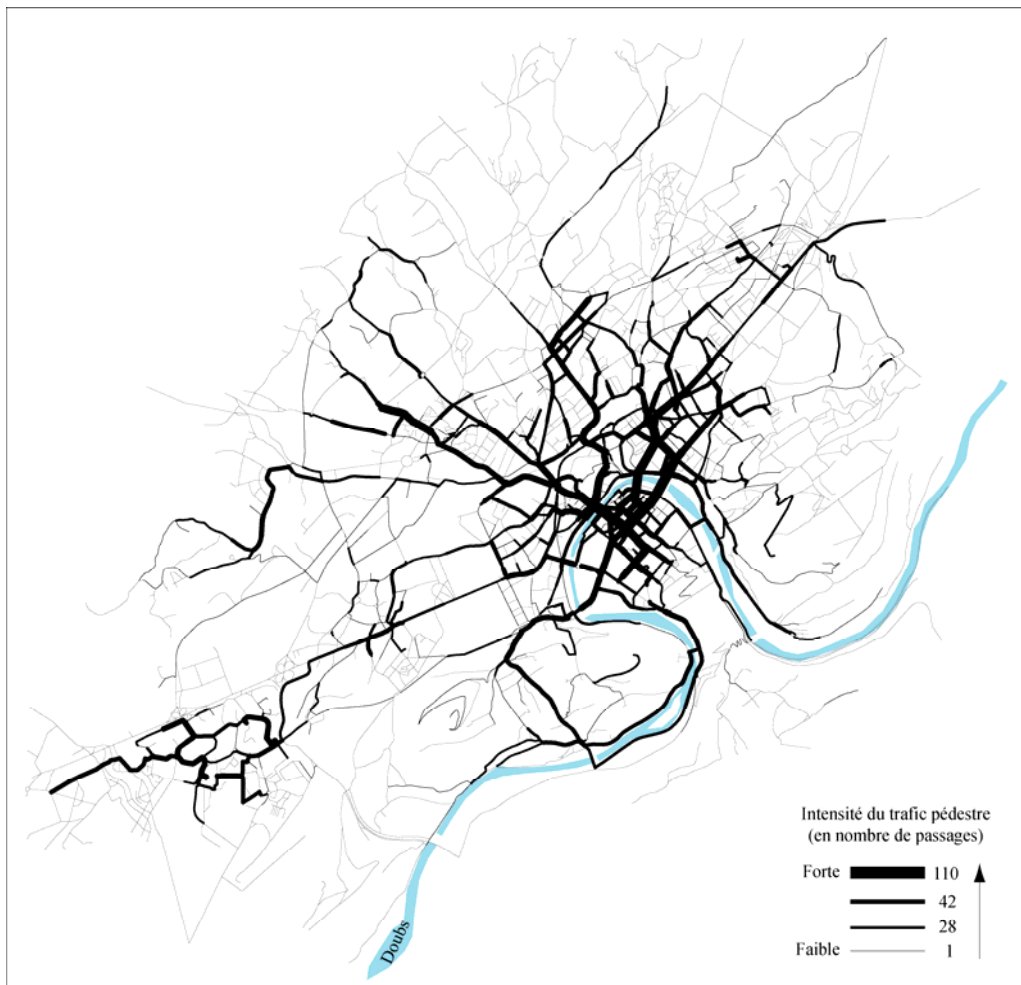 Intensité du trafic pédestre
(en nombre de passages)
Forte 110
42
28
Faible 1
Doubs